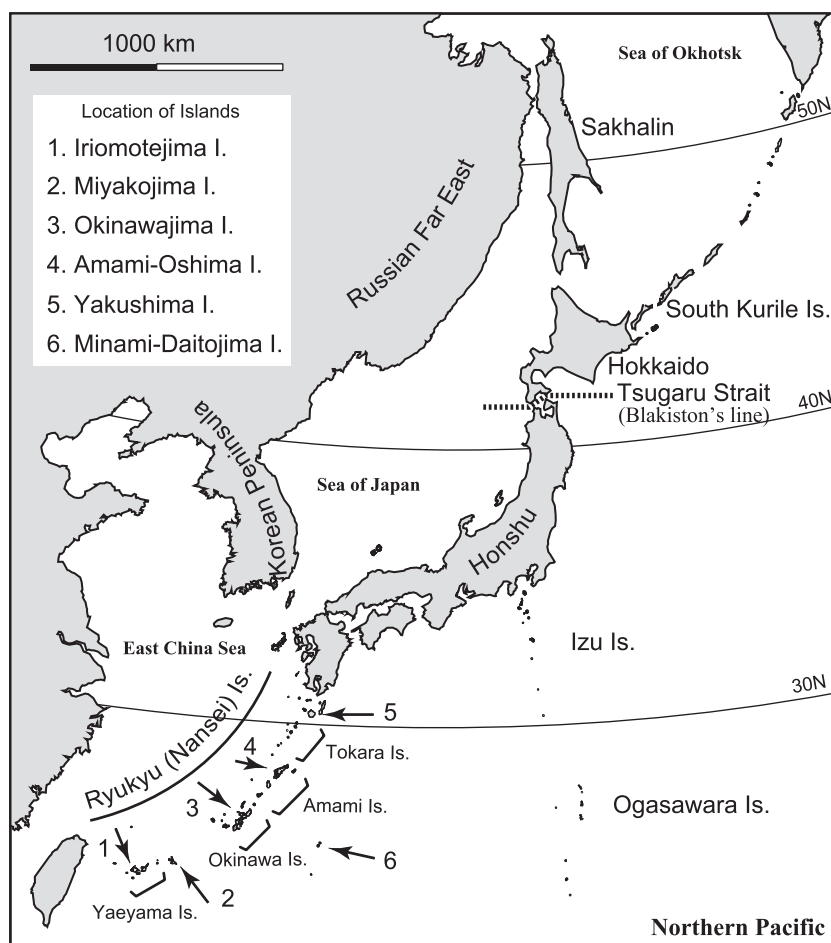 1000 km
Sea of Okhotsk
50N
Location of Islands
1. Iriomotejima I.
2. Miyakojima I.
3. Okinawajima I.
4. Amami-Oshima I.
5. Yakushima I.
6. Minami-Daitojima I.
Sakhalin
Russian Far East
South Kurile Is.
Hokkaido
Tsugaru Strait
(Blakiston's line)
40N
Korean Peninsula
Sea of Japan
Honshu
East China Sea
Izu Is.
30N
Ryukyu (Nansei) Is.
5
Tokara Is.
4
Amami Is.
3
Ogasawara Is.
Okinawa Is.
6
1
2
Yaeyama Is.
Northern Pacific